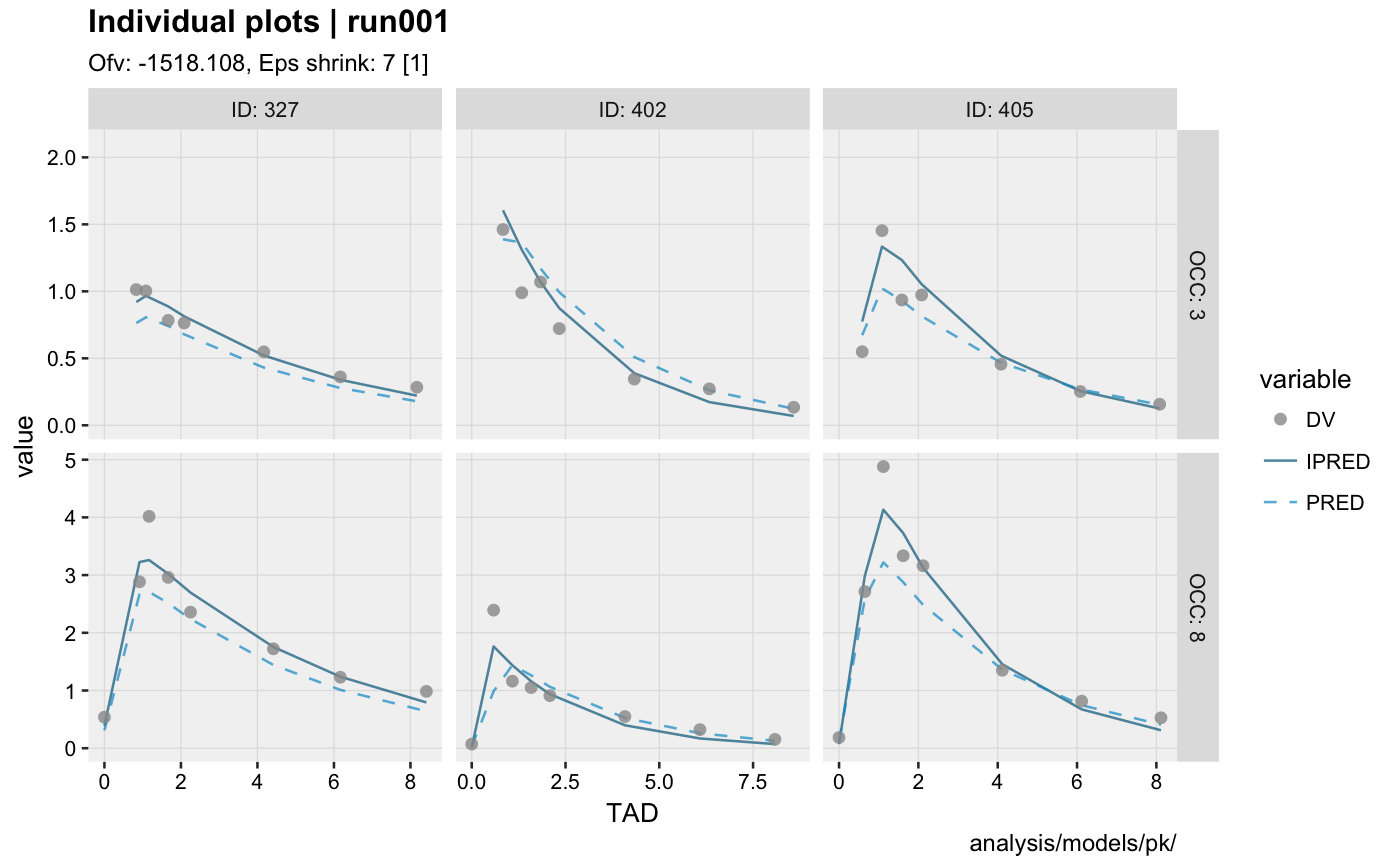 Individual plots | run001
Ofv: -1518.108, Eps shrink: 7 [1]
ID: 327
ID: 402
ID: 405
2.0
1.5
1.0
0.5
0.0
OCC: 3
value
5
4
3
2
1
0
OCC: 8
0 2 4 6 8
0.0 2.5 5.0 7.5
0 2 4 6 8
TAD
variable
DV
IPRED
PRED
analysis/models/pk/